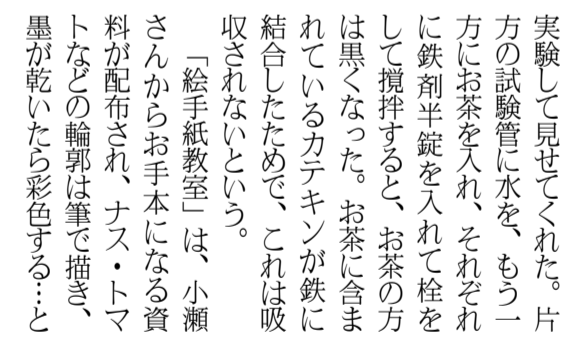 実験して見せてくれた。片
方の試験管に水を、もう一
方にお茶を入れ、それぞれ
に鉄剤半錠を入れて栓を
して撹拌すると、お茶の方
は黒くなった。お茶に含ま
れているカテキンが鉄に
結合したためで、これは吸
収されないという。
「絵手紙教室」は、小瀬
さんからお手本になる資
料が配布され、ナス・トマ
トなどの輪郭は筆で描き、
墨が乾いたら彩色する…と